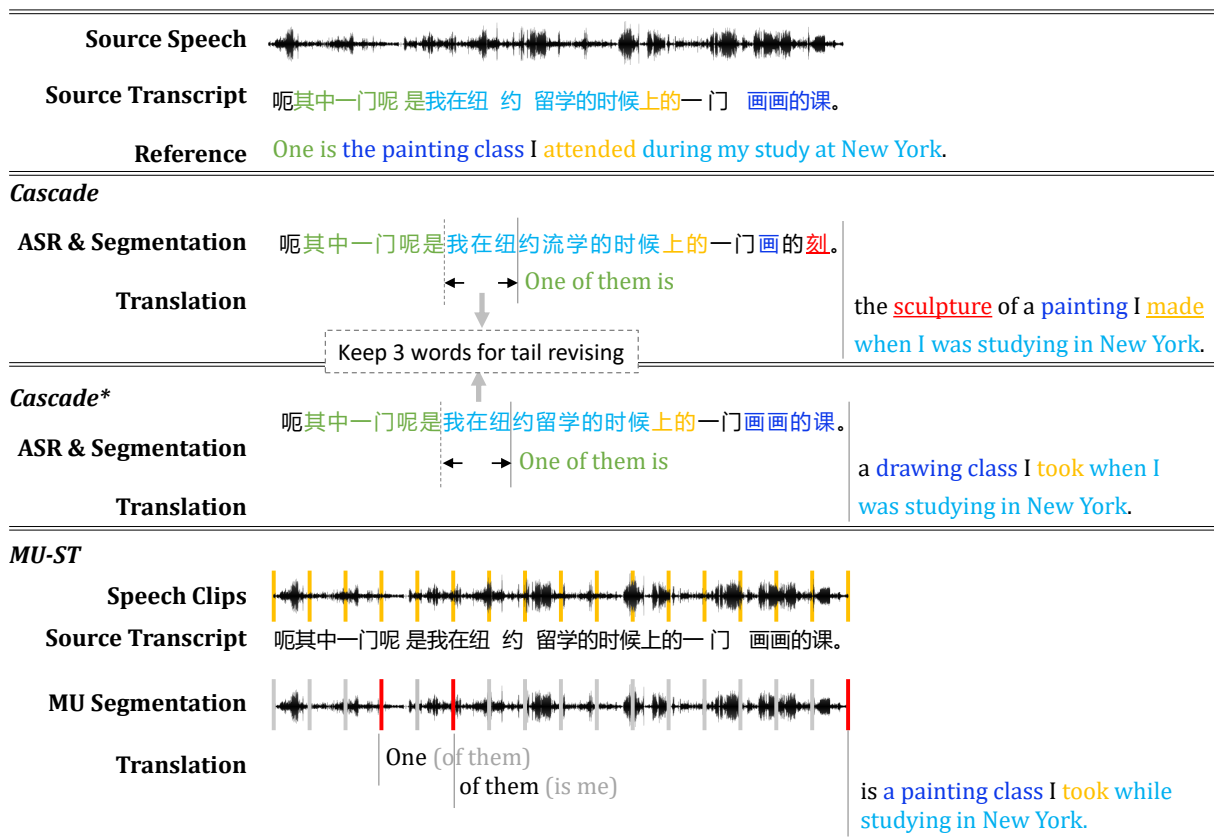 Source Speech
Source Transcript
呃其中一门呢 是我在纽 约 留学的时候上的一 门 画画的课。
Reference
One is the painting class I attended during my study at New York.
Cascade
ASR & Segmentation
呃其中一门呢是我在纽约流学的时候上的一门画的刻。
One of them is
Translation
the sculpture of a painting I made
when I was studying in New York.
Keep 3 words for tail revising
Cascade*
呃其中一门呢是我在纽约留学的时候上的一门画画的课。
ASR & Segmentation
One of them is
Translation
a drawing class I took when I
was studying in New York.
MU-ST
Speech Clips
Source Transcript
呃其中一门呢 是我在纽 约 留学的时候上的一 门 画画的课。
MU Segmentation
Translation
One (of them)
of them (is me)
is a painting class I took while
studying in New York.